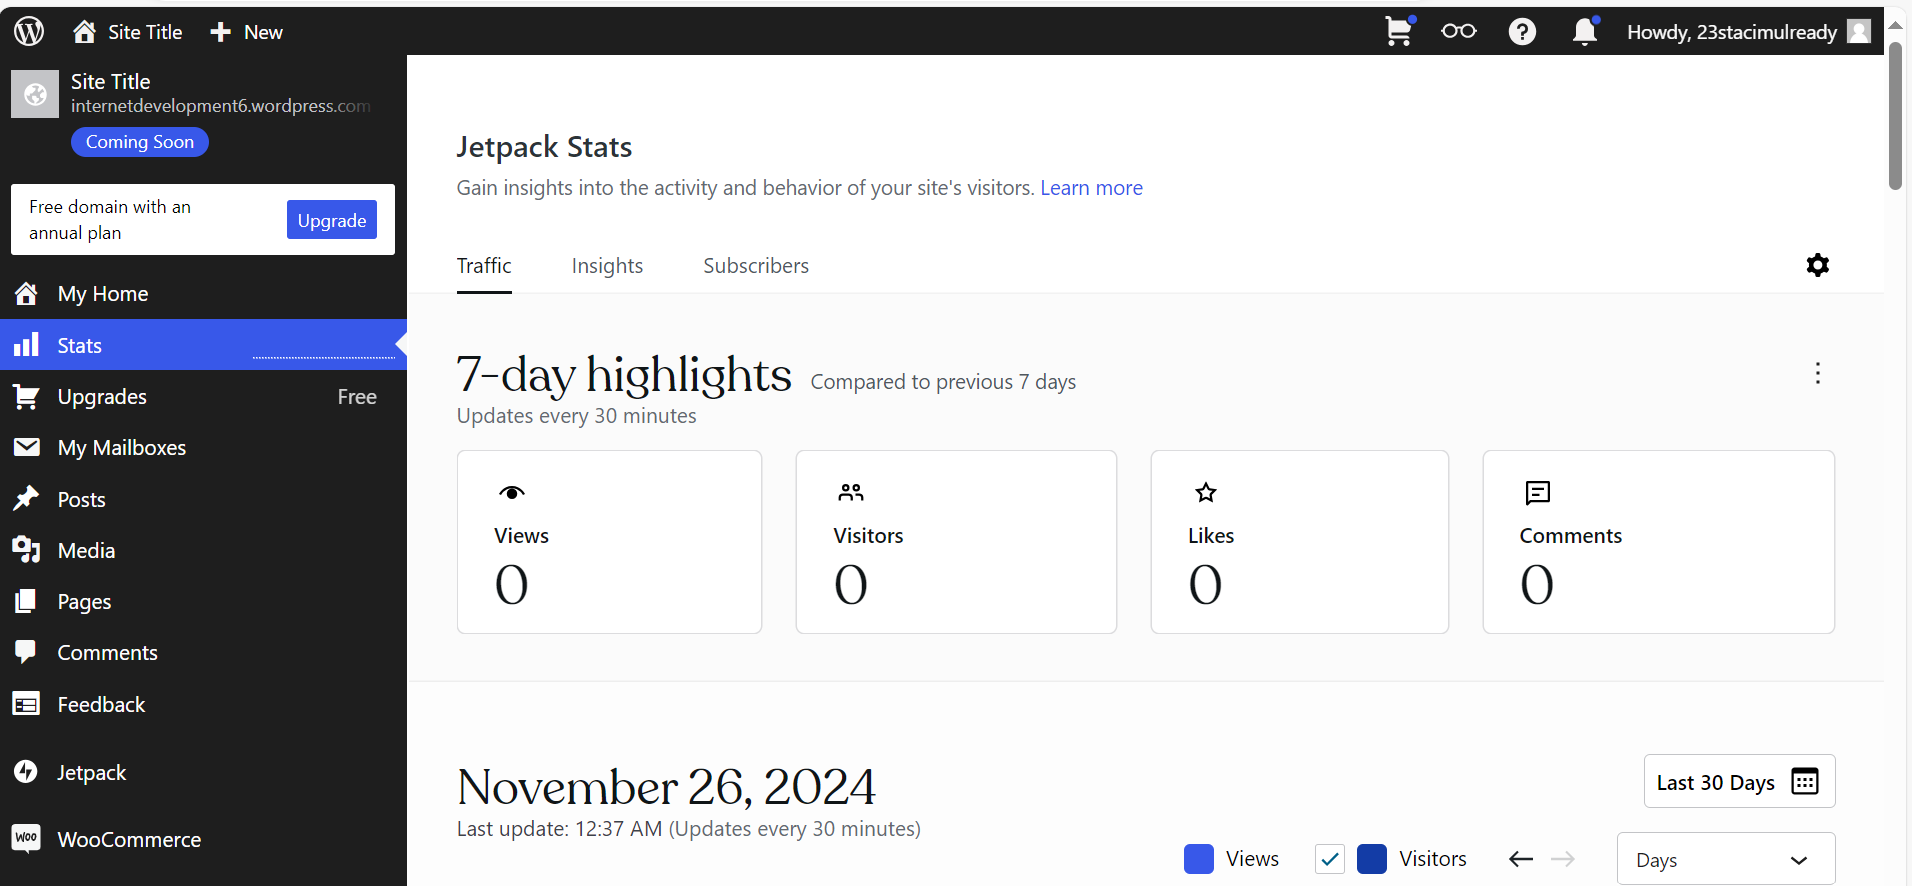 Site Title
New
Howdy, 23stacimulready
Site Title
internetdevelopment6.wordpress.com
Coming Soon
Free domain with an
annual plan
Upgrade
My Home
Stats
Upgrades
Free
My Mailboxes
Posts
Media
Pages
Comments
Feedback
Jetpack
Woo
WooCommerce
Jetpack Stats
Gain insights into the activity and behavior of your site's visitors. Learn more
Traffic
Insights
Subscribers
7-day highlights
Compared to previous 7 days
Updates every 30 minutes
Views
0
Visitors
0
Likes
0
Comments
0
November 26, 2024
Last update: 12:37 AM (Updates every 30 minutes)
Last 30 Days
Views
Visitors
Days